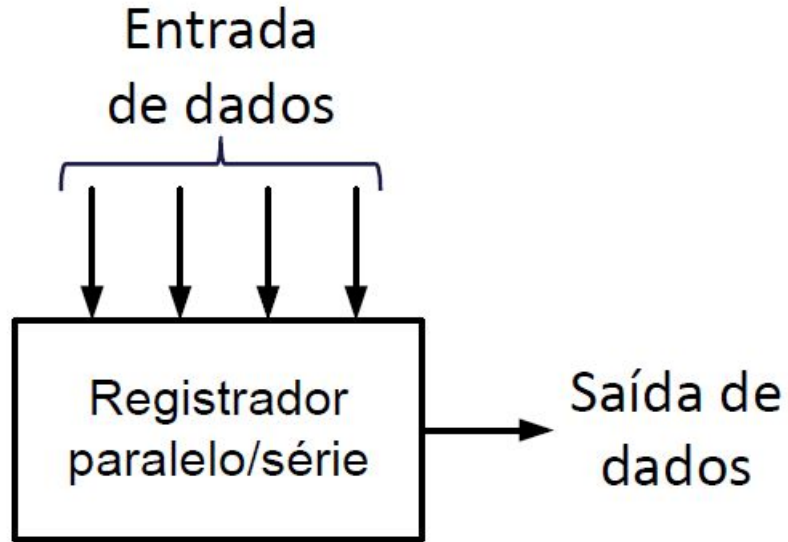 Entrada
de dados
Registrador
paralelo/série
Saída de
dados